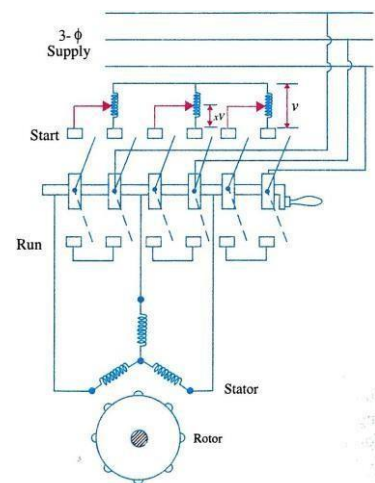 3- ϕ
Supply
xV
v
Start
Run
Stator
Rotor